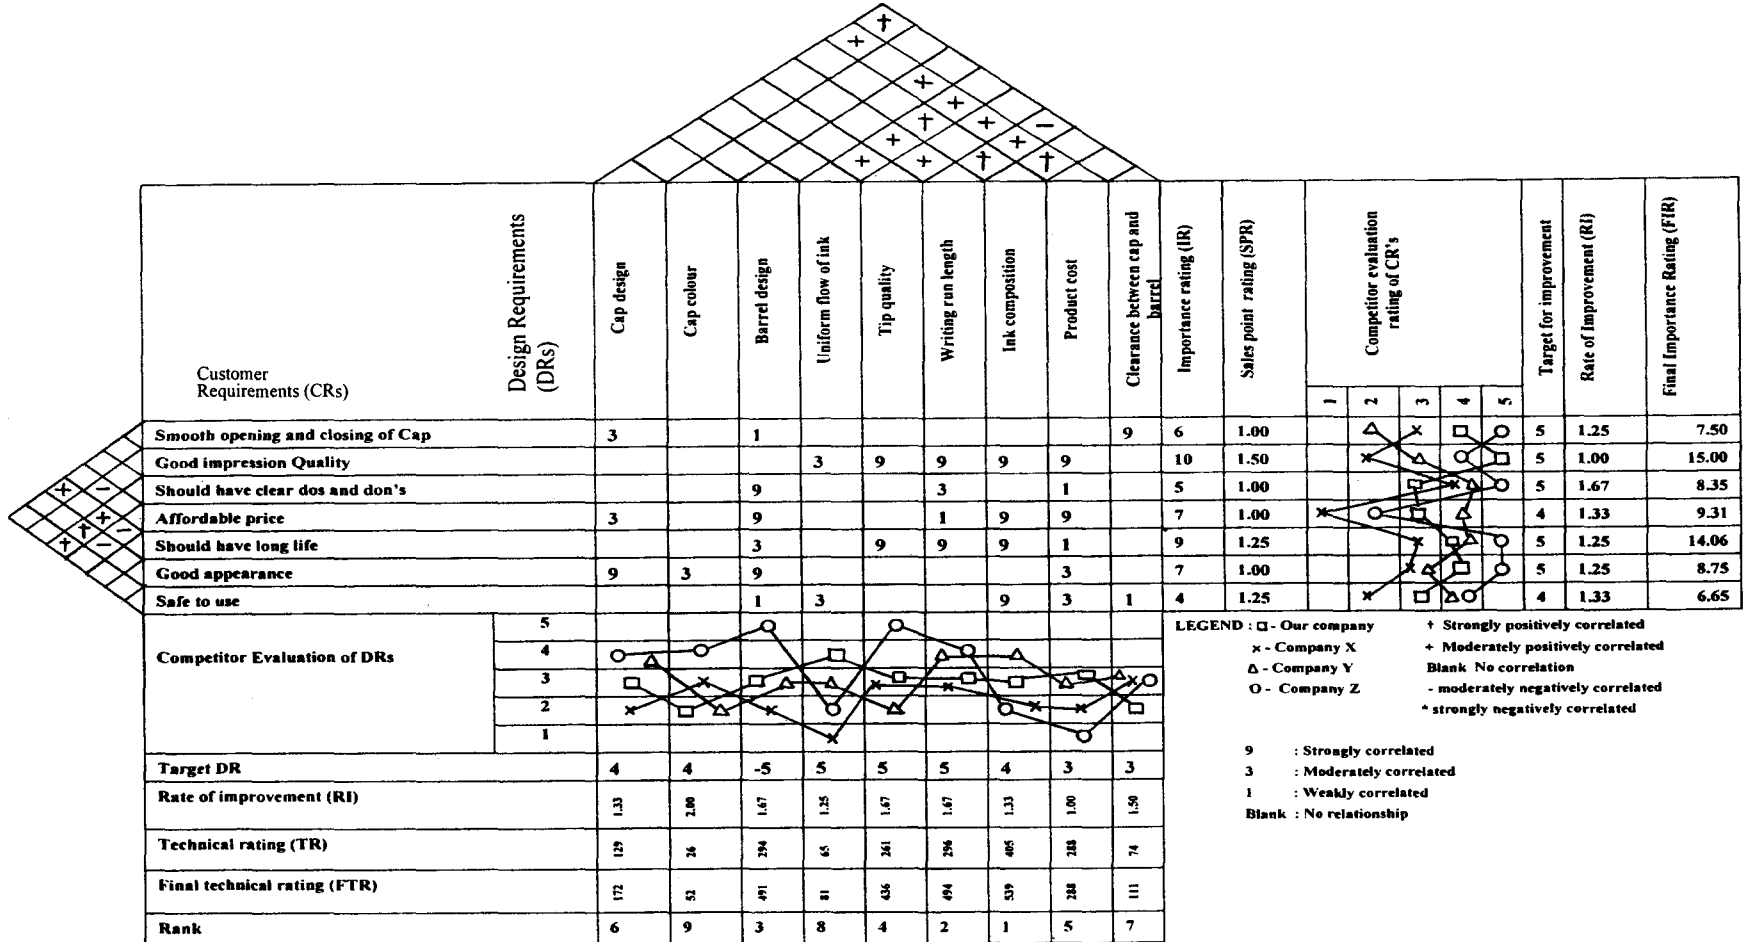 Customer
Requirements (CRs)
Design Requirements
(DRs)
Cap design
Cap colour
Barrel design
Uniform flow of ink
Tip quality
Writing run length
Ink composition
Product cost
Clearance between cap and
barrel
Importance rating (IR)
Sales point rating (SPR)
Competitor evaluation
rating of CR's
1 2 3 4 5
Target for improvement
Rate of Improvement (RI)
Final Importance Rating (FIR)
Smooth opening and closing of Cap 3 1 9 6 1.00 5 1.25 7.50
Good impression Quality 3 9 9 9 9 10 1.50 5 1.00 15.00
Should have clear dos and don's 9 3 1 5 1.00 5 1.67 8.35
Affordable price 3 9 1 9 9 7 1.00 4 1.33 9.31
Should have long life 3 9 9 9 1 9 1.25 5 1.25 14.06
Good appearance 9 3 9 3 7 1.00 5 1.25 8.75
Safe to use 1 3 9 3 1 4 1.25 4 1.33 6.65
Competitor Evaluation of DRs
5
4
3
2
1
Target DR 4 4 -5 5 5 5 4 3 3
Rate of improvement (RI) 1.33 2.00 1.67 1.25 1.67 1.67 1.33 1.00 1.50
Technical rating (TR) 129 26 294 65 261 296 405 288 74
Final technical rating (FTR) 172 52 491 81 436 494 539 288 111
Rank 6 9 3 8 4 2 1 5 7
LEGEND : □ - Our company
× - Company X
Δ - Company Y
O - Company Z
† Strongly positively correlated
+ Moderately positively correlated
Blank No correlation
- moderately negatively correlated
* strongly negatively correlated
9 : Strongly correlated
3 : Moderately correlated
1 : Weakly correlated
Blank : No relationship